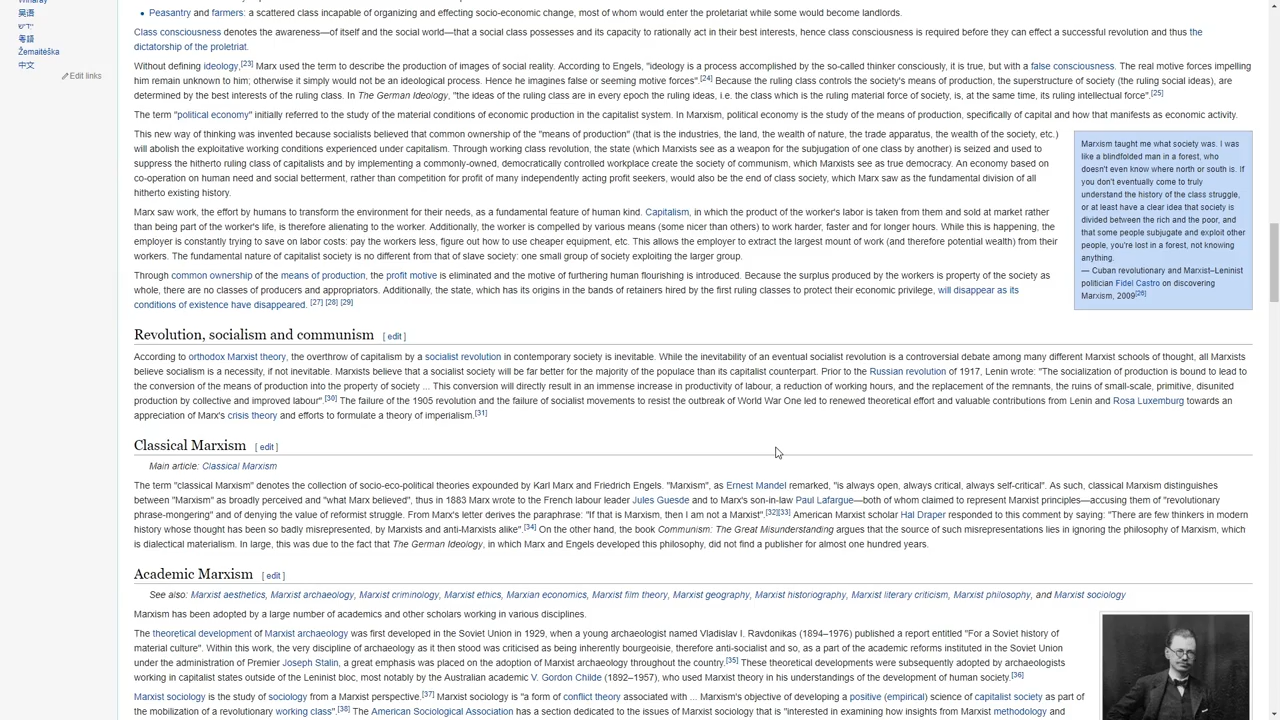 Winaray
吴语
ייִדיש
粵語
Žemaitėška
中文
Edit links
• Peasantry and farmers: a scattered class incapable of organizing and effecting socio-economic change, most of whom would enter the proletariat while some would become landlords.
Class consciousness denotes the awareness—of itself and the social world—that a social class possesses and its capacity to rationally act in their best interests, hence class consciousness is required before they can effect a successful revolution and thus the
dictatorship of the proletriat.
Without defining ideology,[23] Marx used the term to describe the production of images of social reality. According to Engels, "ideology is a process accomplished by the so-called thinker consciously, it is true, but with a false consciousness. The real motive forces impelling
him remain unknown to him; otherwise it simply would not be an ideological process. Hence he imagines false or seeming motive forces".[24] Because the ruling class controls the society's means of production, the superstructure of society (the ruling social ideas), are
determined by the best interests of the ruling class. In The German Ideology, "the ideas of the ruling class are in every epoch the ruling ideas, i.e. the class which is the ruling material force of society, is, at the same time, its ruling intellectual force".[25]
The term "political economy" initially referred to the study of the material conditions of economic production in the capitalist system. In Marxism, political economy is the study of the means of production, specifically of capital and how that manifests as economic activity.
This new way of thinking was invented because socialists believed that common ownership of the "means of production" (that is the industries, the land, the wealth of nature, the trade apparatus, the wealth of the society, etc.)
will abolish the exploitative working conditions experienced under capitalism. Through working class revolution, the state (which Marxists see as a weapon for the subjugation of one class by another) is seized and used to
suppress the hitherto ruling class of capitalists and by implementing a commonly-owned, democratically controlled workplace create the society of communism, which Marxists see as true democracy. An economy based on
co-operation on human need and social betterment, rather than competition for profit of many independently acting profit seekers, would also be the end of class society, which Marx saw as the fundamental division of all
hitherto existing history.
Marx saw work, the effort by humans to transform the environment for their needs, as a fundamental feature of human kind. Capitalism, in which the product of the worker's labor is taken from them and sold at market rather
than being part of the worker's life, is therefore alienating to the worker. Additionally, the worker is compelled by various means (some nicer than others) to work harder, faster and for longer hours. While this is happening, the
employer is constantly trying to save on labor costs: pay the workers less, figure out how to use cheaper equipment, etc. This allows the employer to extract the largest mount of work (and therefore potential wealth) from their
workers. The fundamental nature of capitalist society is no different from that of slave society: one small group of society exploiting the larger group.
Through common ownership of the means of production, the profit motive is eliminated and the motive of furthering human flourishing is introduced. Because the surplus produced by the workers is property of the society as
whole, there are no classes of producers and appropriators. Additionally, the state, which has its origins in the bands of retainers hired by the first ruling classes to protect their economic privilege, will disappear as its
conditions of existence have disappeared. [27] [28] [29]
Marxism taught me what society was. I was
like a blindfolded man in a forest, who
doesn't even know where north or south is. If
you don't eventually come to truly
understand the history of the class struggle,
or at least have a clear idea that society is
divided between the rich and the poor, and
that some people subjugate and exploit other
people, you're lost in a forest, not knowing
anything.
— Cuban revolutionary and Marxist–Leninist
politician Fidel Castro on discovering
Marxism, 2009[26]
Revolution, socialism and communism [ edit ]
According to orthodox Marxist theory, the overthrow of capitalism by a socialist revolution in contemporary society is inevitable. While the inevitability of an eventual socialist revolution is a controversial debate among many different Marxist schools of thought, all Marxists
believe socialism is a necessity, if not inevitable. Marxists believe that a socialist society will be far better for the majority of the populace than its capitalist counterpart. Prior to the Russian revolution of 1917, Lenin wrote: "The socialization of production is bound to lead to
the conversion of the means of production into the property of society ... This conversion will directly result in an immense increase in productivity of labour, a reduction of working hours, and the replacement of the remnants, the ruins of small-scale, primitive, disunited
production by collective and improved labour".[30] The failure of the 1905 revolution and the failure of socialist movements to resist the outbreak of World War One led to renewed theoretical effort and valuable contributions from Lenin and Rosa Luxemburg towards an
appreciation of Marx's crisis theory and efforts to formulate a theory of imperialism.[31]
Classical Marxism [ edit ]
Main article: Classical Marxism
The term "classical Marxism" denotes the collection of socio-eco-political theories expounded by Karl Marx and Friedrich Engels. "Marxism", as Ernest Mandel remarked, "is always open, always critical, always self-critical". As such, classical Marxism distinguishes
between "Marxism" as broadly perceived and "what Marx believed", thus in 1883 Marx wrote to the French labour leader Jules Guesde and to Marx's son-in-law Paul Lafargue—both of whom claimed to represent Marxist principles—accusing them of "revolutionary
phrase-mongering" and of denying the value of reformist struggle. From Marx's letter derives the paraphrase: "If that is Marxism, then I am not a Marxist".[32][33] American Marxist scholar Hal Draper responded to this comment by saying: "There are few thinkers in modern
history whose thought has been so badly misrepresented, by Marxists and anti-Marxists alike".[34] On the other hand, the book Communism: The Great Misunderstanding argues that the source of such misrepresentations lies in ignoring the philosophy of Marxism, which
is dialectical materialism. In large, this was due to the fact that The German Ideology, in which Marx and Engels developed this philosophy, did not find a publisher for almost one hundred years.
Academic Marxism [ edit ]
See also: Marxist aesthetics, Marxist archaeology, Marxist criminology, Marxist ethics, Marxian economics, Marxist film theory, Marxist geography, Marxist historiography, Marxist literary criticism, Marxist philosophy, and Marxist sociology
Marxism has been adopted by a large number of academics and other scholars working in various disciplines.
The theoretical development of Marxist archaeology was first developed in the Soviet Union in 1929, when a young archaeologist named Vladislav I. Ravdonikas (1894–1976) published a report entitled "For a Soviet history of
material culture". Within this work, the very discipline of archaeology as it then stood was criticised as being inherently bourgeoisie, therefore anti-socialist and so, as a part of the academic reforms instituted in the Soviet Union
under the administration of Premier Joseph Stalin, a great emphasis was placed on the adoption of Marxist archaeology throughout the country.[35] These theoretical developments were subsequently adopted by archaeologists
working in capitalist states outside of the Leninist bloc, most notably by the Australian academic V. Gordon Childe (1892–1957), who used Marxist theory in his understandings of the development of human society.[36]
Marxist sociology is the study of sociology from a Marxist perspective.[37] Marxist sociology is "a form of conflict theory associated with ... Marxism's objective of developing a positive (empirical) science of capitalist society as part of
the mobilization of a revolutionary working class".[38] The American Sociological Association has a section dedicated to the issues of Marxist sociology that is "interested in examining how insights from Marxist methodology and